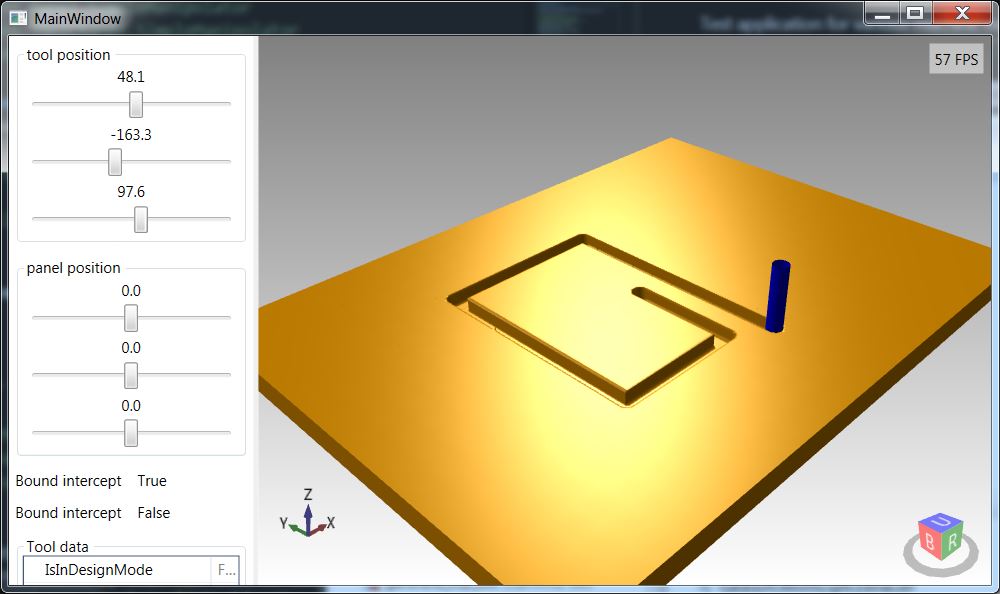 MainWindow
57 FPS
tool position
48.1
-163.3
97.6
panel position
0.0
0.0
0.0
Bound intercept True
Bound intercept False
Tool data
IsInDesignMode F...
Z
Y X
U
B R